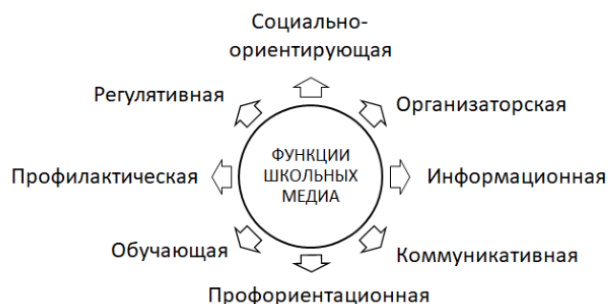 Социально-
ориентирующая
Регулятивная
Организаторская
ФУНКЦИИ
ШКОЛЬНЫХ
МЕДИА
Профилактическая
Информационная
Обучающая
Коммуникативная
Профориентационная